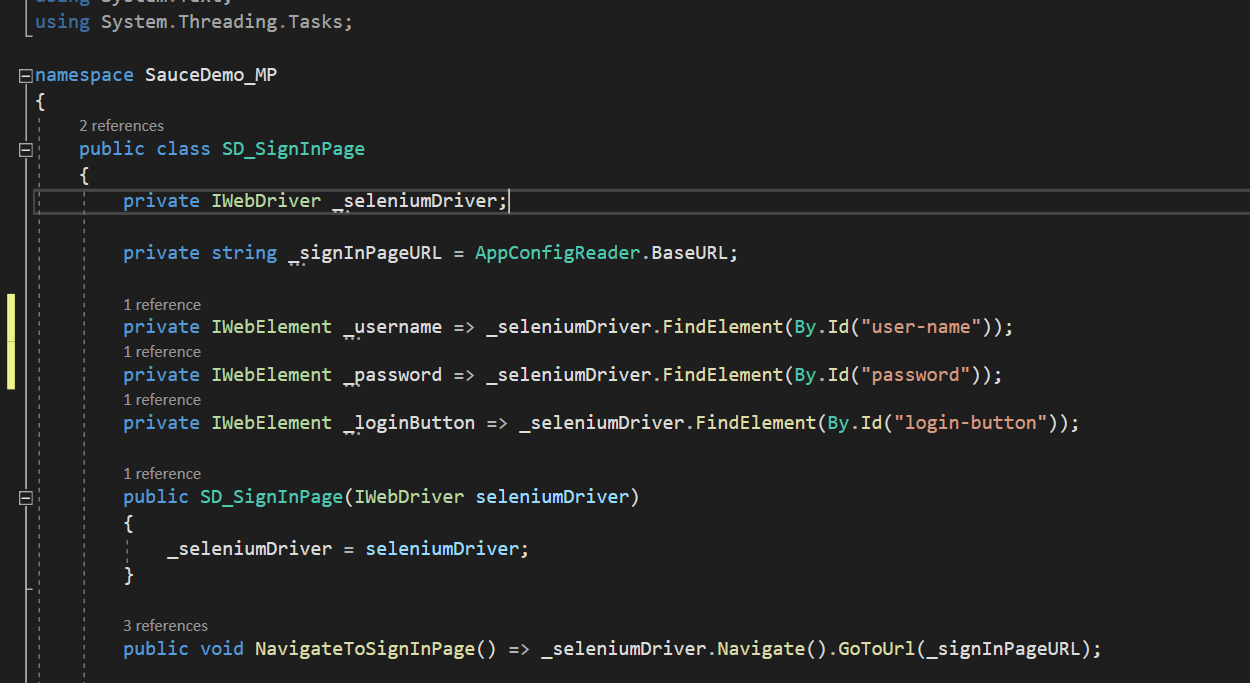 using System.Text;
using System.Threading.Tasks;
namespace SauceDemo_MP
{
2 references
public class SD_SignInPage
{
private IWebDriver _seleniumDriver;
private string _signInPageURL = AppConfigReader.BaseURL;
1 reference
private IWebElement _username => _seleniumDriver.FindElement(By.Id("user-name"));
1 reference
private IWebElement _password => _seleniumDriver.FindElement(By.Id("password"));
1 reference
private IWebElement _loginButton => _seleniumDriver.FindElement(By.Id("login-button"));
1 reference
public SD_SignInPage(IWebDriver seleniumDriver)
{
_seleniumDriver = seleniumDriver;
}
3 references
public void NavigateToSignInPage() => _seleniumDriver.Navigate().GoToUrl(_signInPageURL);